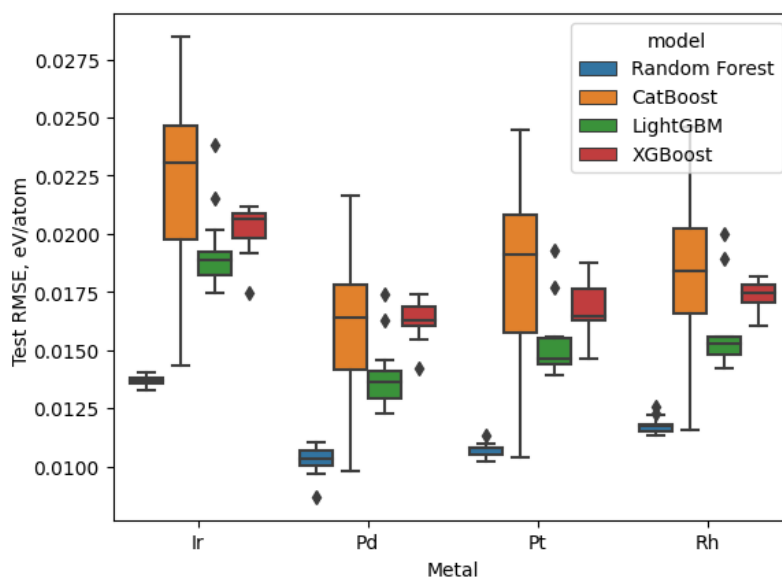 model
Random Forest
CatBoost
LightGBM
XGBoost
0.0275
0.0250
0.0225
0.0200
0.0175
0.0150
0.0125
0.0100
Test RMSE, eV/atom
Ir Pd Pt Rh
Metal